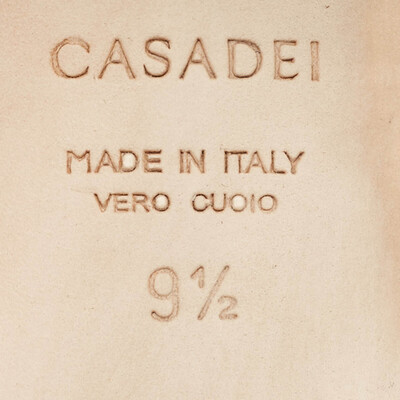 CASADEI
MADE IN ITALY
VERO CUOIO
9½